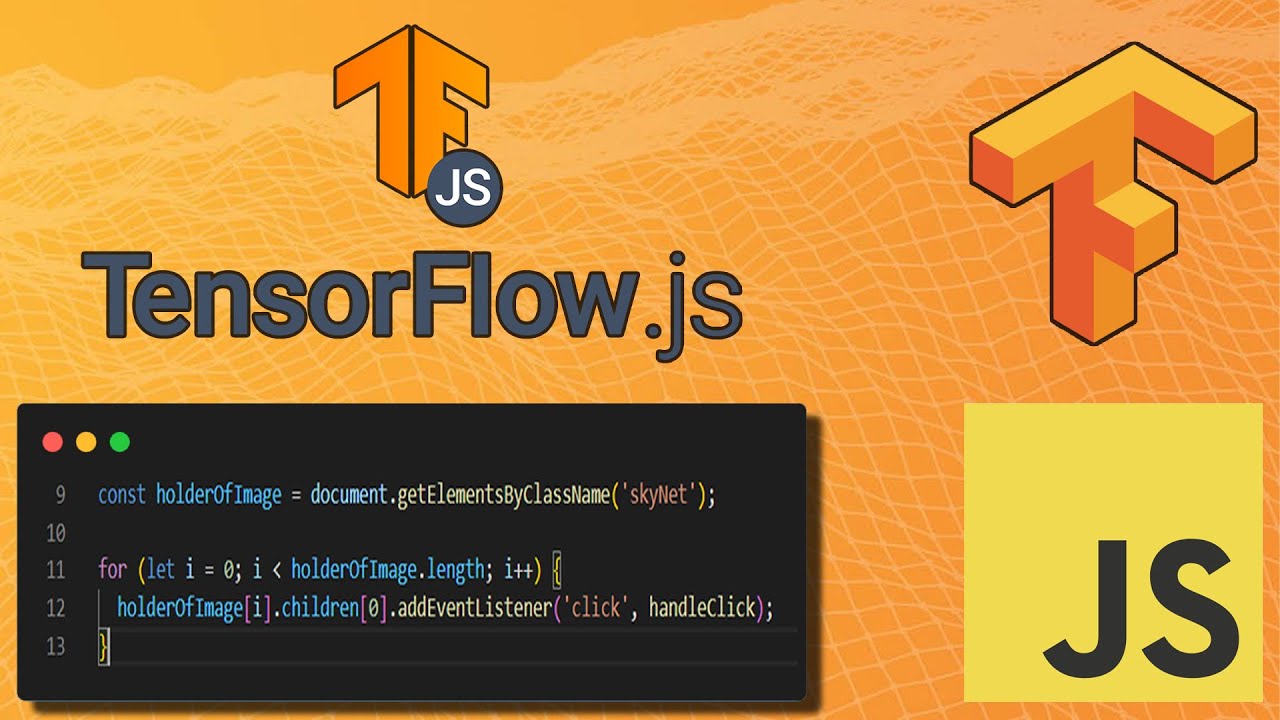 JS
TensorFlow.js
9 const holderOfImage = document.getElementsByClassName('skyNet');
10
11 for (let i = 0; i < holderOfImage.length; i++) {
12 holderOfImage[i].children[0].addEventListener('click', handleClick);
13 }
JS